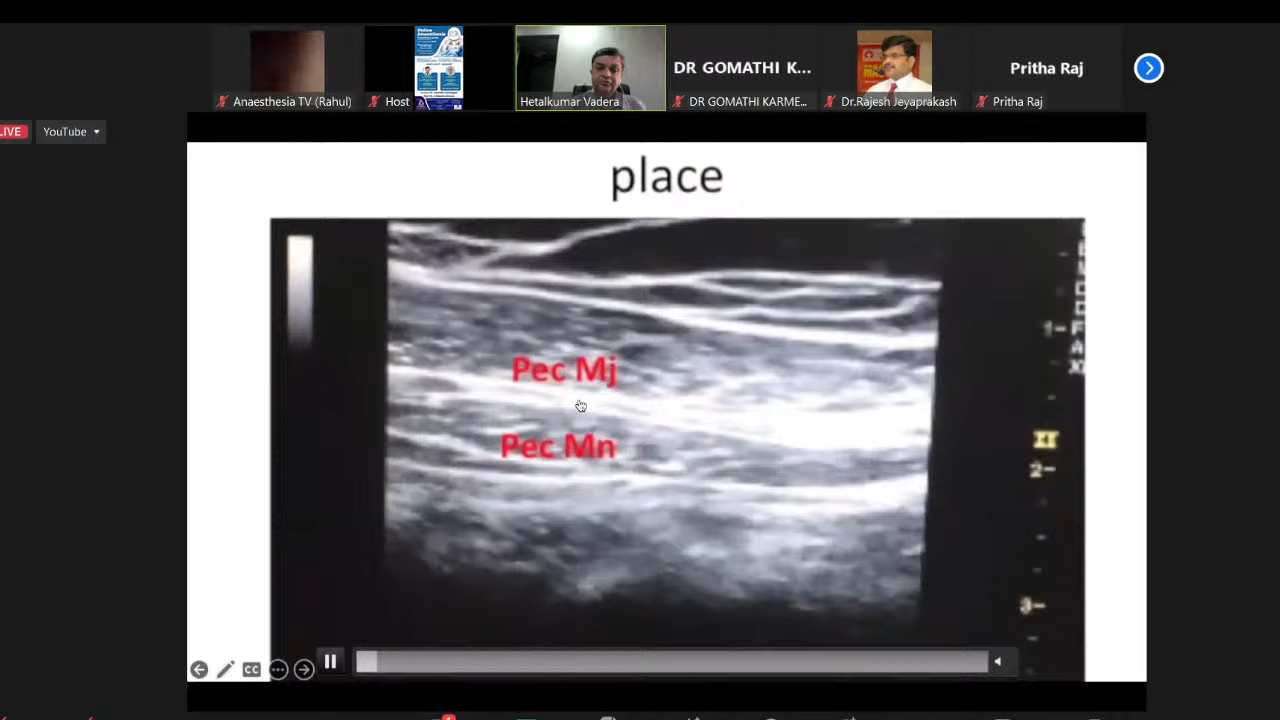 DR GOMATHI K...
Pritha Raj
Anaesthesia TV (Rahul)
Host
Hetalkumar Vadera
DR GOMATHI KARME...
Dr.Rajesh Jeyaprakash
Pritha Raj
LIVE
YouTube
place
Pec Mj
Pec Mn
1
2
3
CC